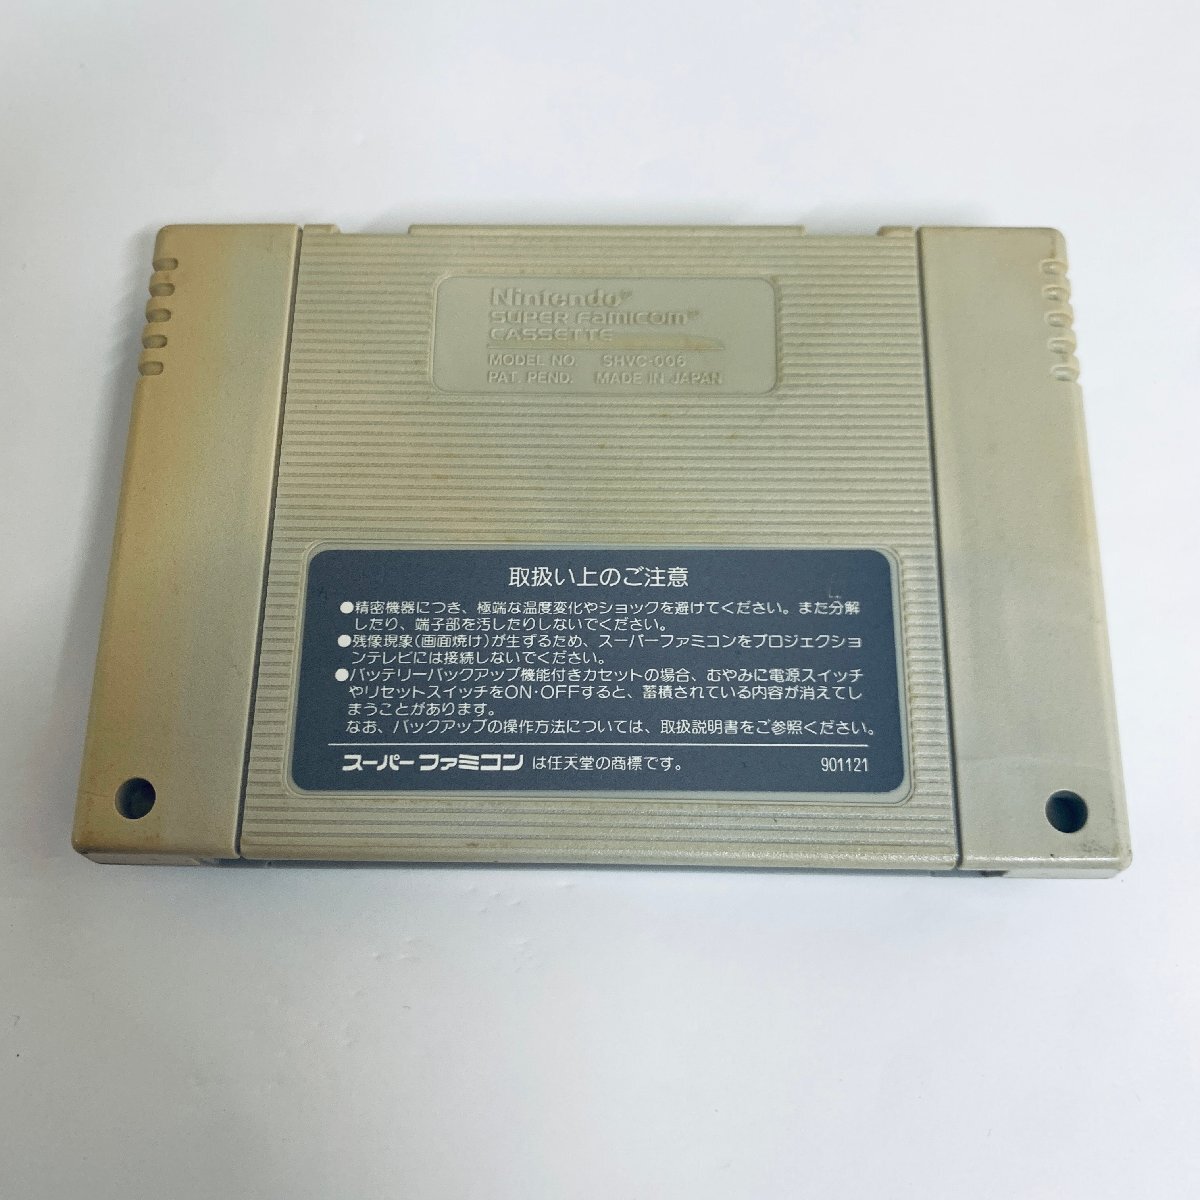 Nintendo®
SUPER Famicom®
CASSETTE
MODEL NO. SHVC-006
PAT. PEND. MADE IN JAPAN
取扱い上のご注意
●精密機器につき、極端な温度変化やショックを避けてください。また分解
したり、端子部を汚したりしないでください。
●残像現象(画面焼け)が生ずるため、スーパーファミコンをプロジェクショ
ンテレビには接続しないでください。
●バッテリーバックアップ機能付きカセットの場合、むやみに電源スイッチ
やリセットスイッチをON・OFFすると、蓄積されている内容が消えてし
まうことがあります。
なお、バックアップの操作方法については、取扱説明書をご参照ください。
スーパーファミコン は任天堂の商標です。 901121